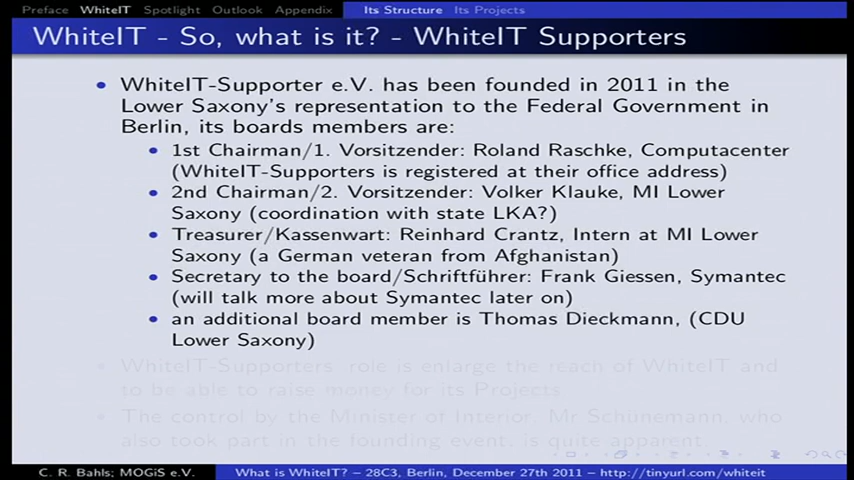 Preface WhiteIT Spotlight Outlook Appendix Its Structure Its Projects
WhiteIT - So, what is it? - WhiteIT Supporters
• WhiteIT-Supporter e.V. has been founded in 2011 in the
Lower Saxony's representation to the Federal Government in
Berlin, its boards members are:
• 1st Chairman/1. Vorsitzender: Roland Raschke, Computacenter
(WhiteIT-Supporters is registered at their office address)
• 2nd Chairman/2. Vorsitzender: Volker Klauke, MI Lower
Saxony (coordination with state LKA?)
• Treasurer/Kassenwart: Reinhard Crantz, Intern at MI Lower
Saxony (a German veteran from Afghanistan)
• Secretary to the board/Schriftführer: Frank Giessen, Symantec
(will talk more about Symantec later on)
• an additional board member is Thomas Dieckmann, (CDU
Lower Saxony)
• WhiteIT-Supporters, role is enlarge the reach of WhiteIT and
to be able to raise money for its Projects
• The control by the Minister of Interior, Mr Schünemann, who
also took part in the founding event, is quite apparent
C. R. Bahls; MOGiS e.V. What is WhiteIT? – 28C3, Berlin, December 27th 2011 – http://tinyurl.com/whiteit